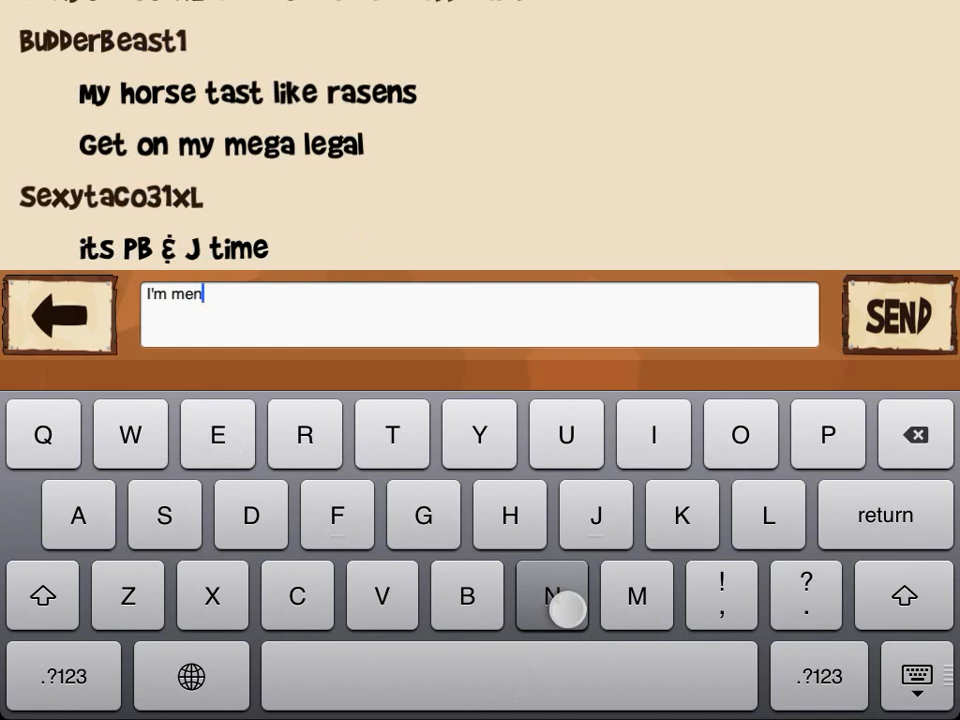 BudderBeast1
My horse tast like rasens
Get on my mega legal
Sexytaco31xL
its PB & J time
I'm men
SEND
Q W E R T Y U I O P
A S D F G H J K L return
Z X C V B N M ! , ? .
.?123 .?123